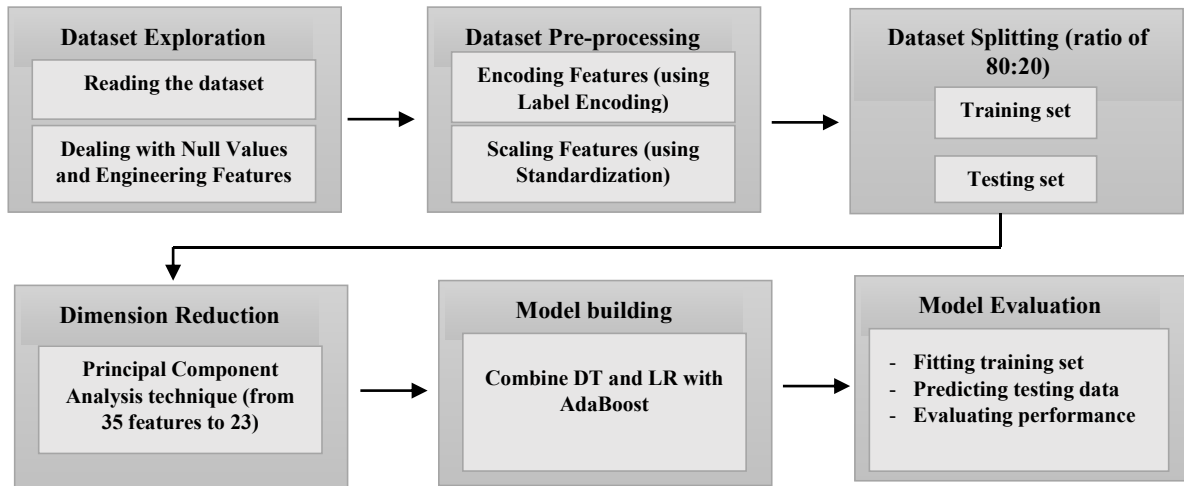 Dataset Exploration
Reading the dataset
Dealing with Null Values
and Engineering Features
Dataset Pre-processing
Encoding Features (using
Label Encoding)
Scaling Features (using
Standardization)
Dataset Splitting (ratio of
80:20)
Training set
Testing set
Dimension Reduction
Principal Component
Analysis technique (from
35 features to 23)
Model building
Combine DT and LR with
AdaBoost
Model Evaluation
- Fitting training set
- Predicting testing data
- Evaluating performance